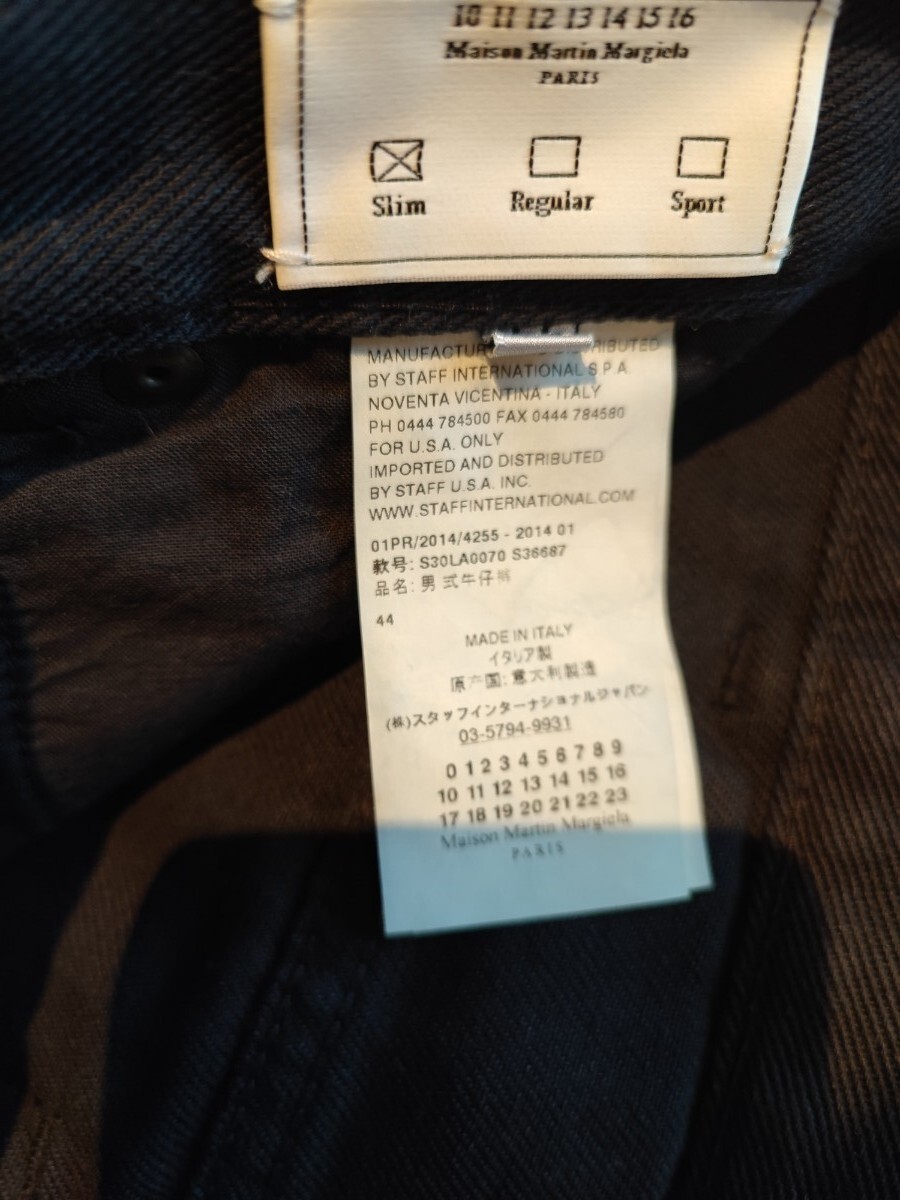 10 11 12 13 14 15 16
Maison Martin Margiela
PARIS
Slim Regular Sport
BY STAFF INTERNATIONAL S P A.
NOVENTA VICENTINA - ITALY
PH 0444 784500 FAX 0444 784580
FOR U.S.A. ONLY
IMPORTED AND DISTRIBUTED
BY STAFF U.S.A. INC.
WWW.STAFFINTERNATIONAL.COM
01PR/2014/4255 - 2014 01
款号: S30LA0070 S36687
品名: 男式牛仔裤
44
MADE IN ITALY
イタリア製
原产国: 意大利製造
(株)スタッフインターナショナルジャパン
03-5794-9931
0 1 2 3 4 5 6 7 8 9
10 11 12 13 14 15 16
17 18 19 20 21 22 23
Maison Martin Margiela
PARIS